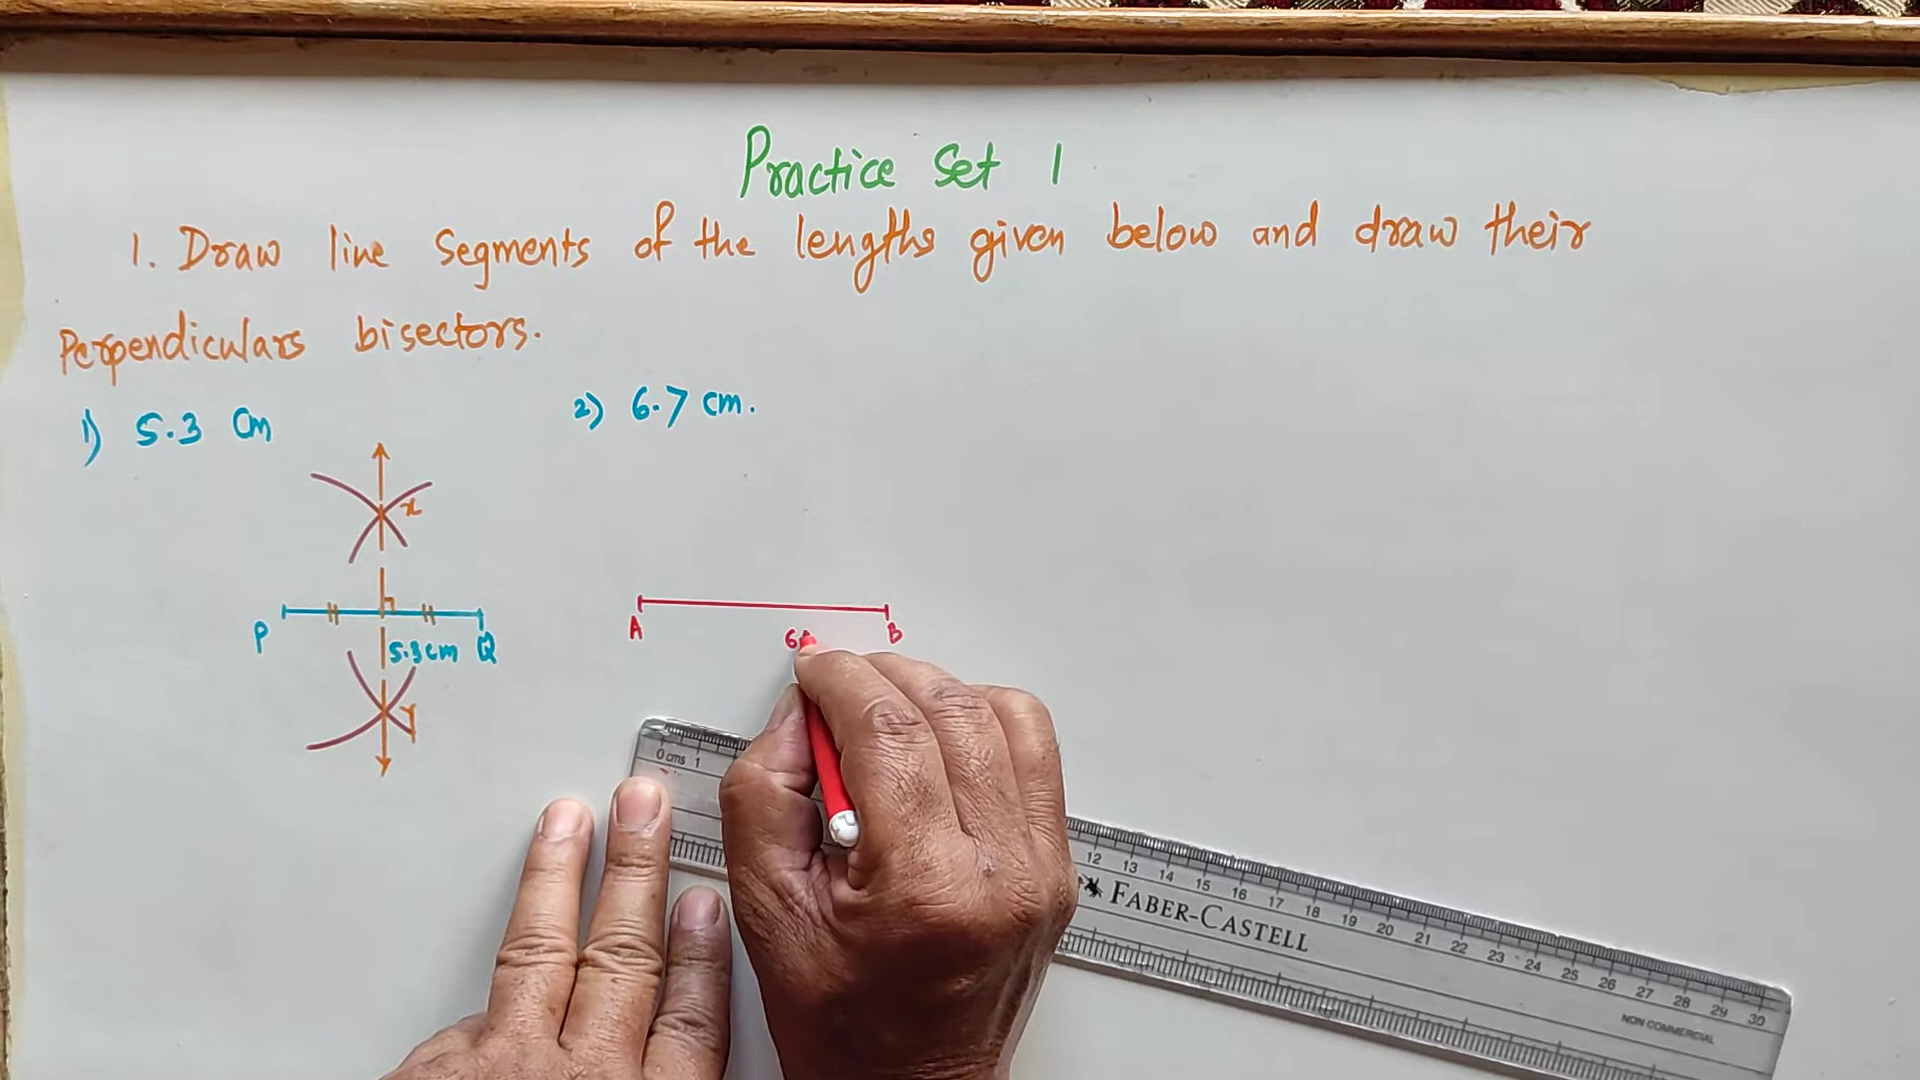 Practice Set 1
1. Draw line segments of the lengths given below and draw their
Perpendiculars bisectors.
1) 5.3 cm
2) 6.7 cm.
x
P
5.3cm Q
A
6.
B
y
0 cms 1
12 13 14 15 16 17 18 19 20 21 22 23 24 25 26 27 28 29 30
FABER-CASTELL
NON COMMERCIAL